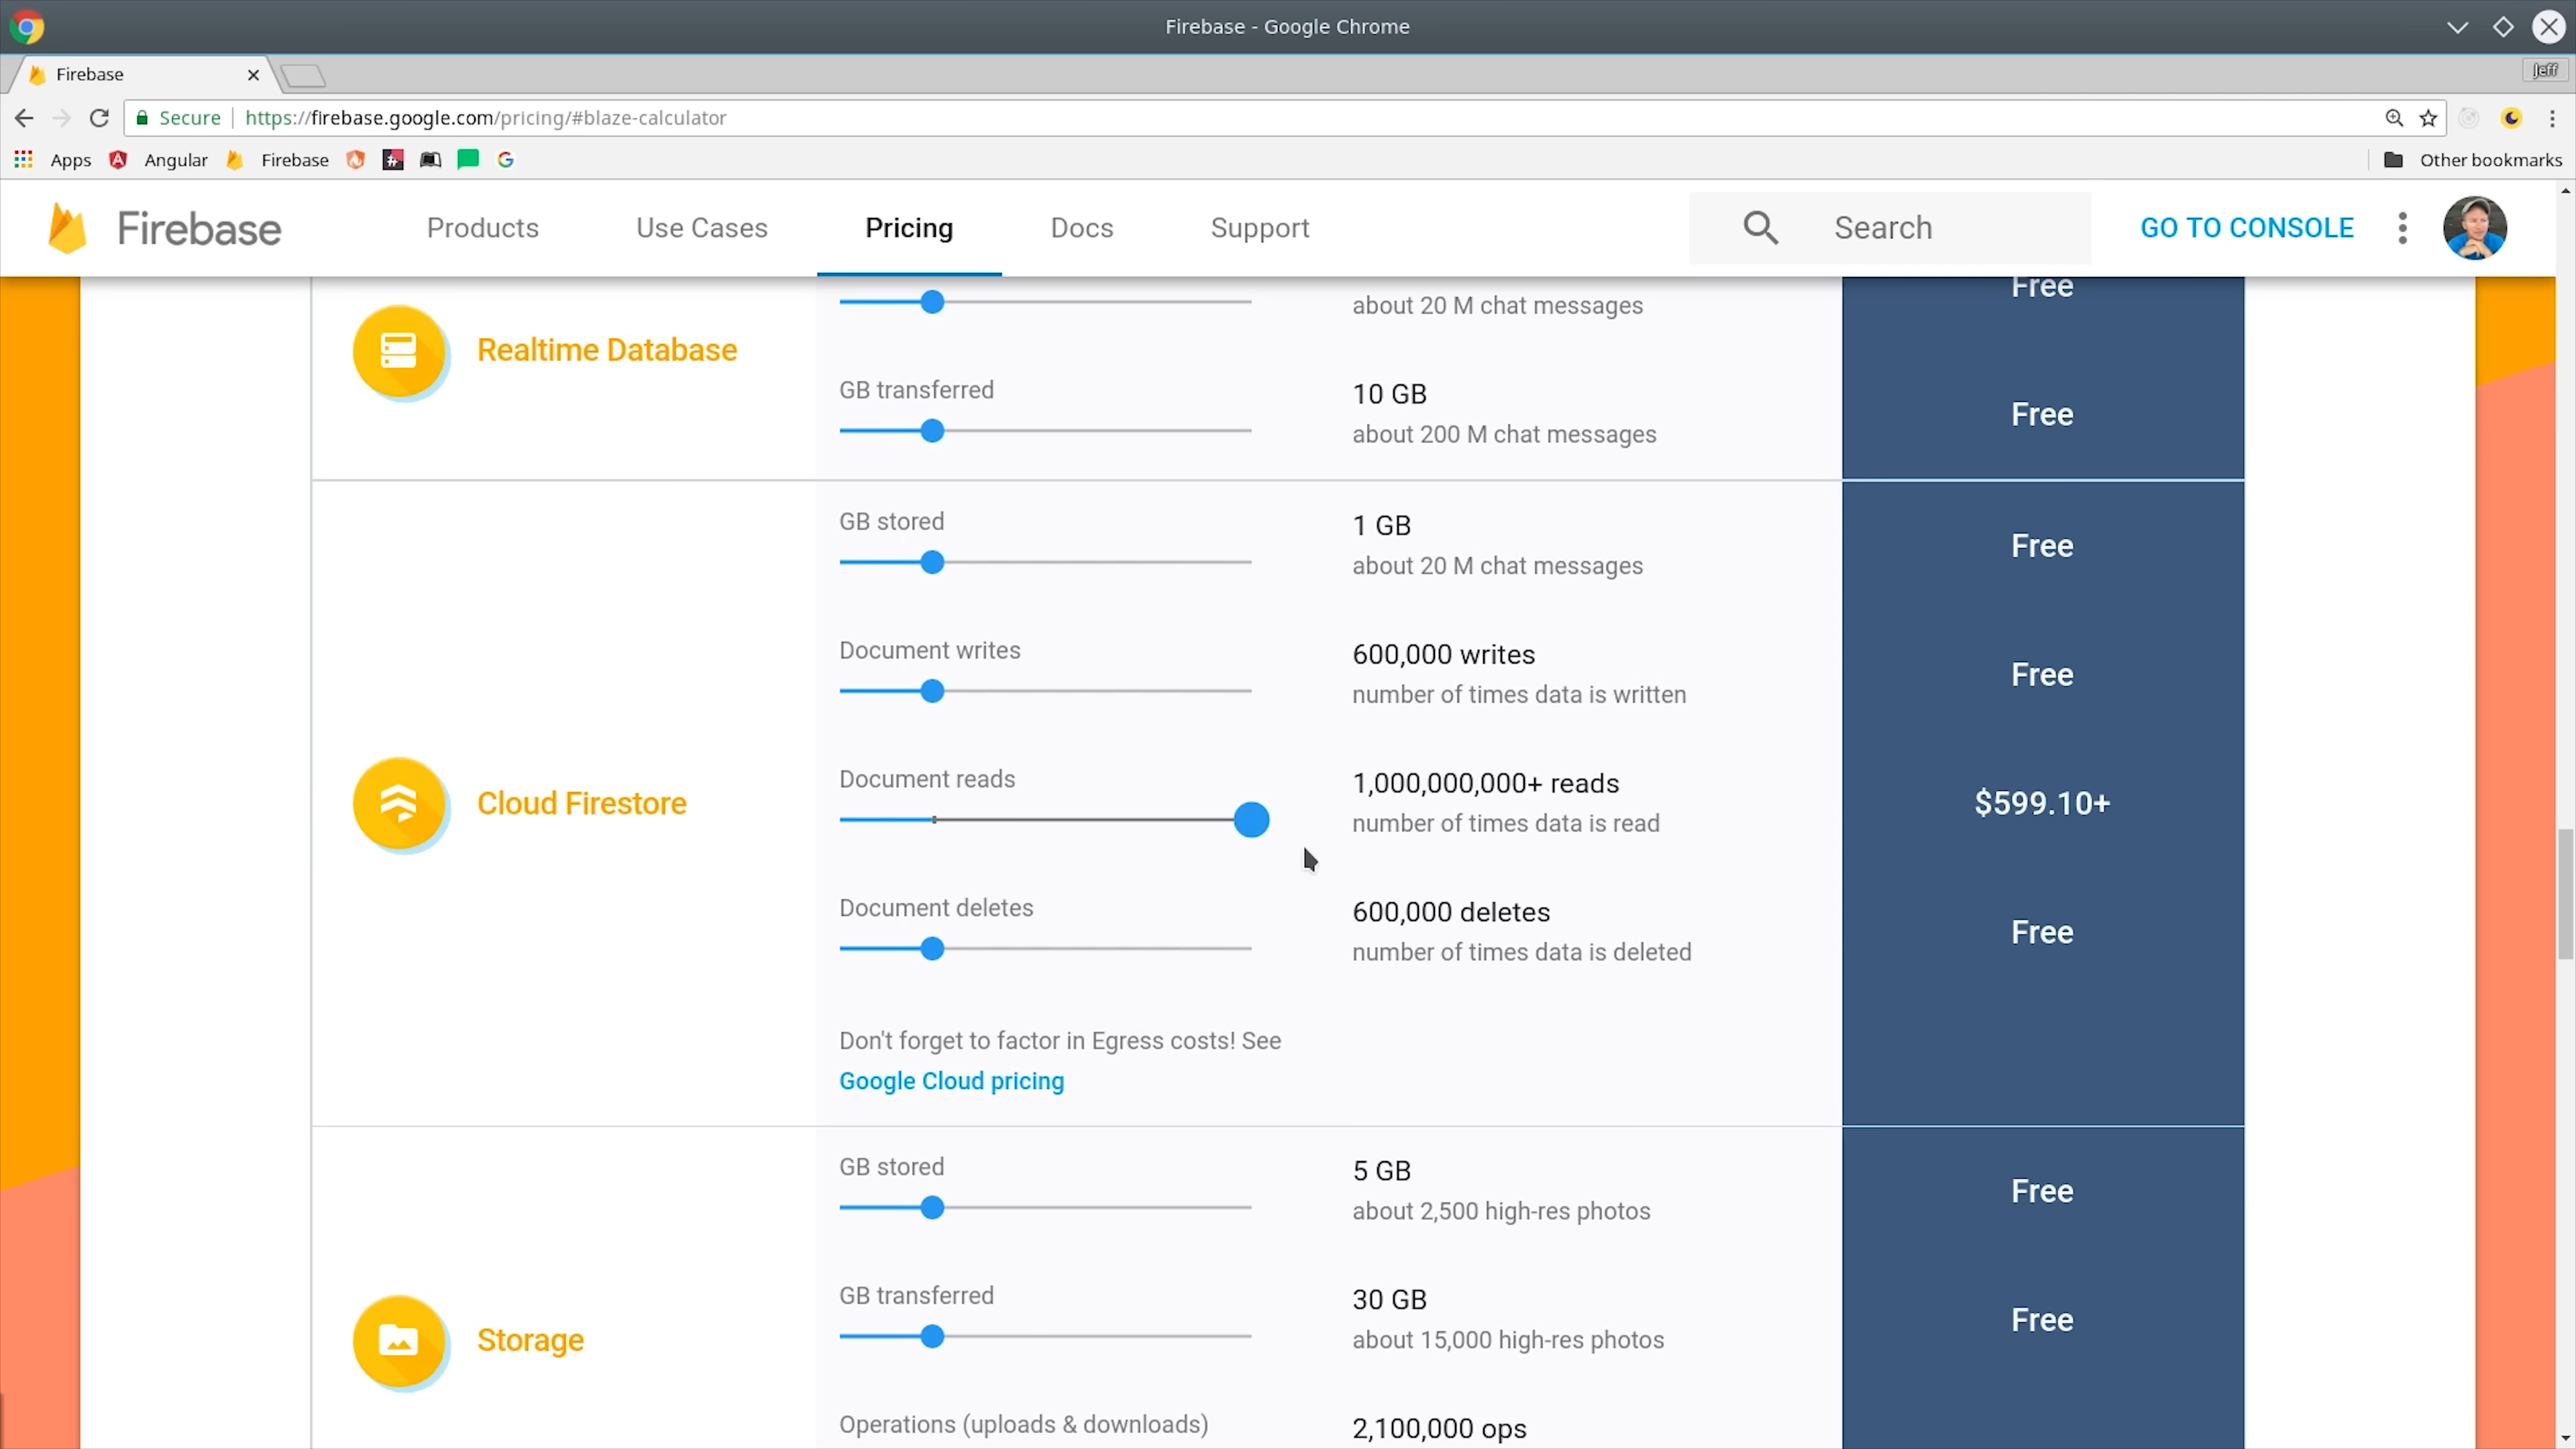 Firebase - Google Chrome
Firebase
Jeff
Secure https://firebase.google.com/pricing/#blaze-calculator
Apps Angular Firebase Other bookmarks
Firebase Products Use Cases Pricing Docs Support Search GO TO CONSOLE
about 20 M chat messages Free
Realtime Database
GB transferred 10 GB Free
about 200 M chat messages
GB stored 1 GB Free
about 20 M chat messages
Document writes 600,000 writes Free
number of times data is written
Cloud Firestore
Document reads 1,000,000,000+ reads $599.10+
number of times data is read
Document deletes 600,000 deletes Free
number of times data is deleted
Don't forget to factor in Egress costs! See
Google Cloud pricing
GB stored 5 GB Free
about 2,500 high-res photos
GB transferred 30 GB Free
about 15,000 high-res photos
Storage
Operations (uploads & downloads) 2,100,000 ops